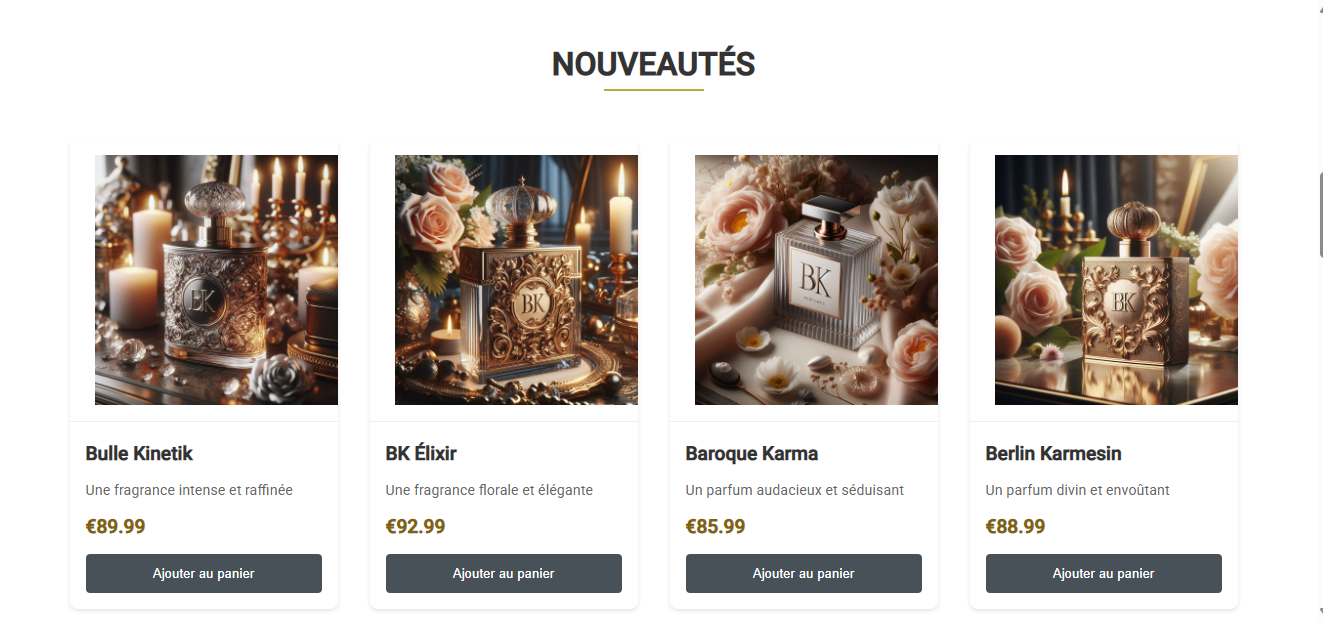 NOUVEAUTÉS
BK
BK
BK
BK
Bulle Kinetik
BK Élixir
Baroque Karma
Berlin Karmesin
Une fragrance intense et raffinée
Une fragrance florale et élégante
Un parfum audacieux et séduisant
Un parfum divin et envoûtant
€89.99
€92.99
€85.99
€88.99
Ajouter au panier
Ajouter au panier
Ajouter au panier
Ajouter au panier